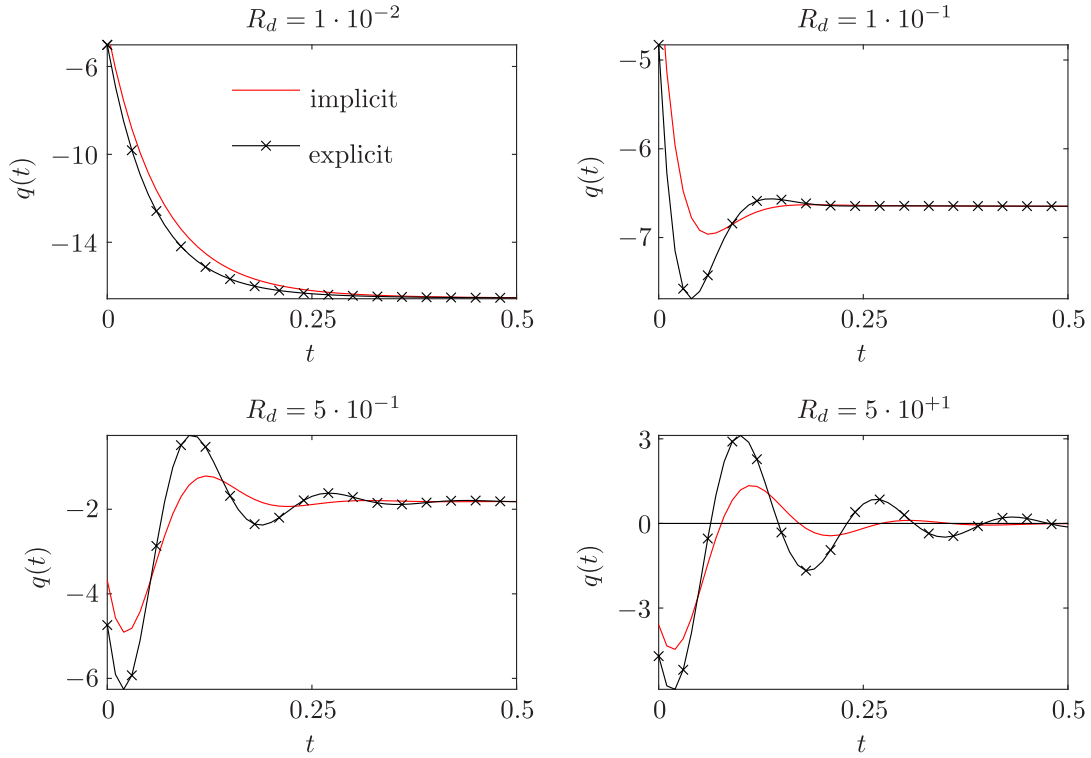 R_d = 1 · 10^{-2}
q(t)
−6
−10
−14
implicit
explicit
0 0.25 0.5
t
R_d = 1 · 10^{-1}
q(t)
−5
−6
−7
0 0.25 0.5
t
R_d = 5 · 10^{-1}
q(t)
−2
−4
−6
0 0.25 0.5
t
R_d = 5 · 10^{+1}
q(t)
3
0
−3
0 0.25 0.5
t